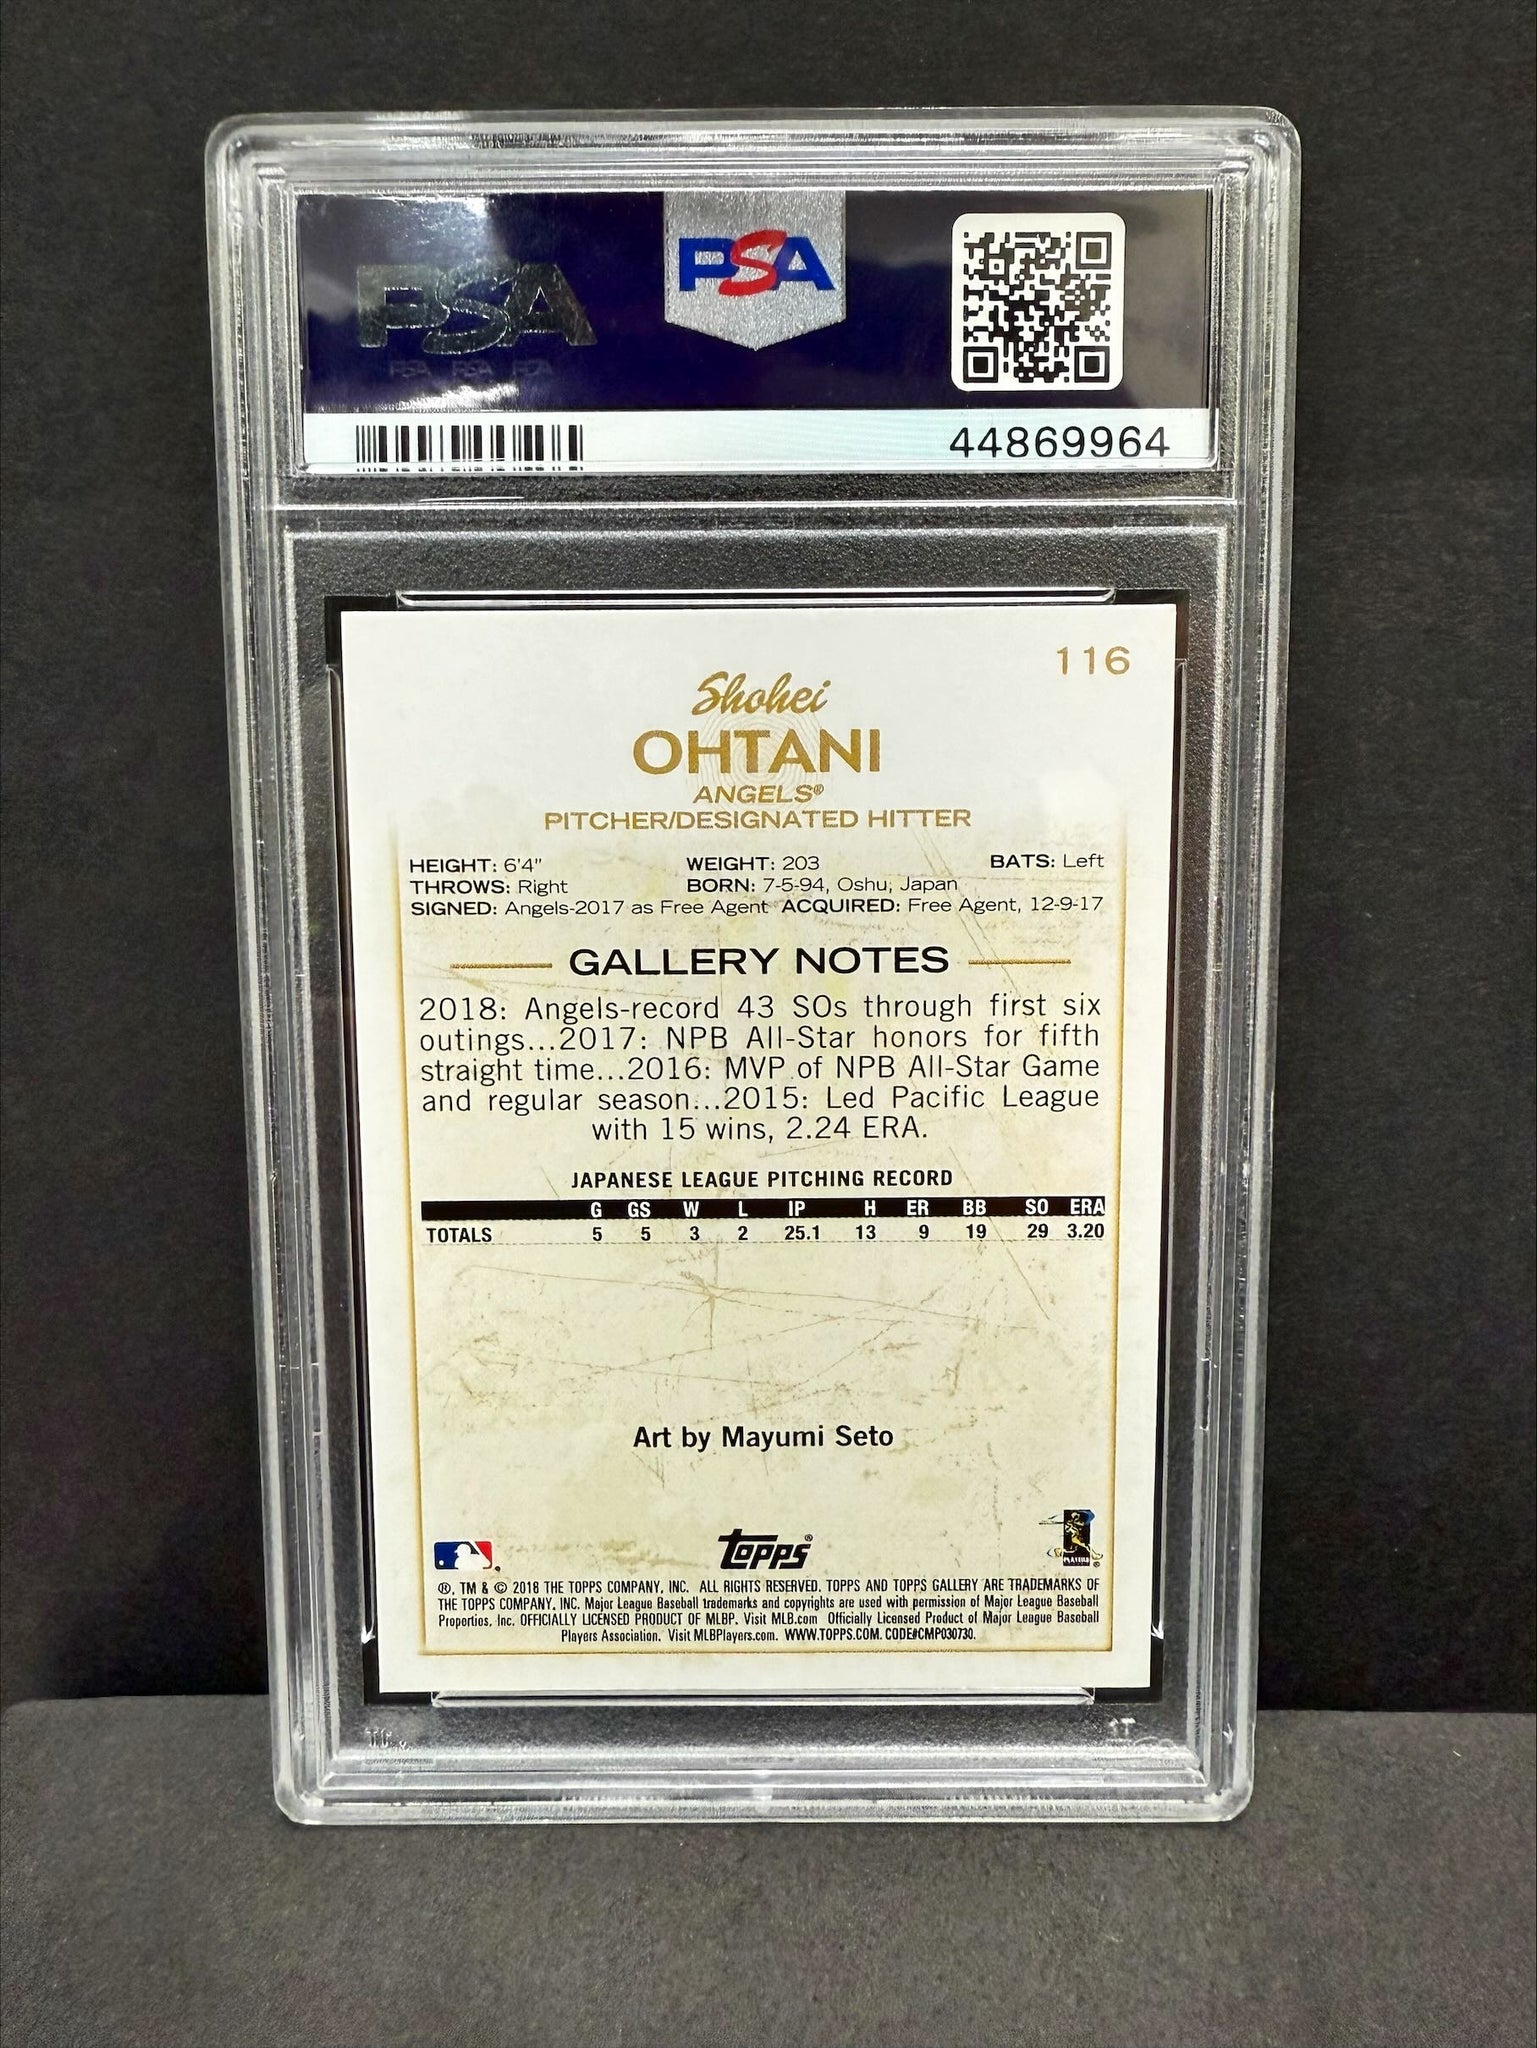 PSA
PSA
PSA PSA PSA
44869964
116
Shohei
OHTANI
ANGELS®
PITCHER/DESIGNATED HITTER
HEIGHT: 6'4" WEIGHT: 203 BATS: Left
THROWS: Right BORN: 7-5-94, Oshu, Japan
SIGNED: Angels-2017 as Free Agent ACQUIRED: Free Agent, 12-9-17
GALLERY NOTES
2018: Angels-record 43 SOs through first six
outings...2017: NPB All-Star honors for fifth
straight time...2016: MVP of NPB All-Star Game
and regular season...2015: Led Pacific League
with 15 wins, 2.24 ERA.
JAPANESE LEAGUE PITCHING RECORD
G GS W L IP H ER BB SO ERA
TOTALS 5 5 3 2 25.1 13 9 19 29 3.20
Art by Mayumi Seto
topps®
®, TM & © 2018 THE TOPPS COMPANY, INC. ALL RIGHTS RESERVED. TOPPS AND TOPPS GALLERY ARE TRADEMARKS OF
THE TOPPS COMPANY, INC. Major League Baseball trademarks and copyrights are used with permission of Major League Baseball
Properties, Inc. OFFICIALLY LICENSED PRODUCT OF MLBP. Visit MLB.com Officially Licensed Product of Major League Baseball
Players Association. Visit MLBPlayers.com. WWW.TOPPS.COM. CODE#CMP030730.